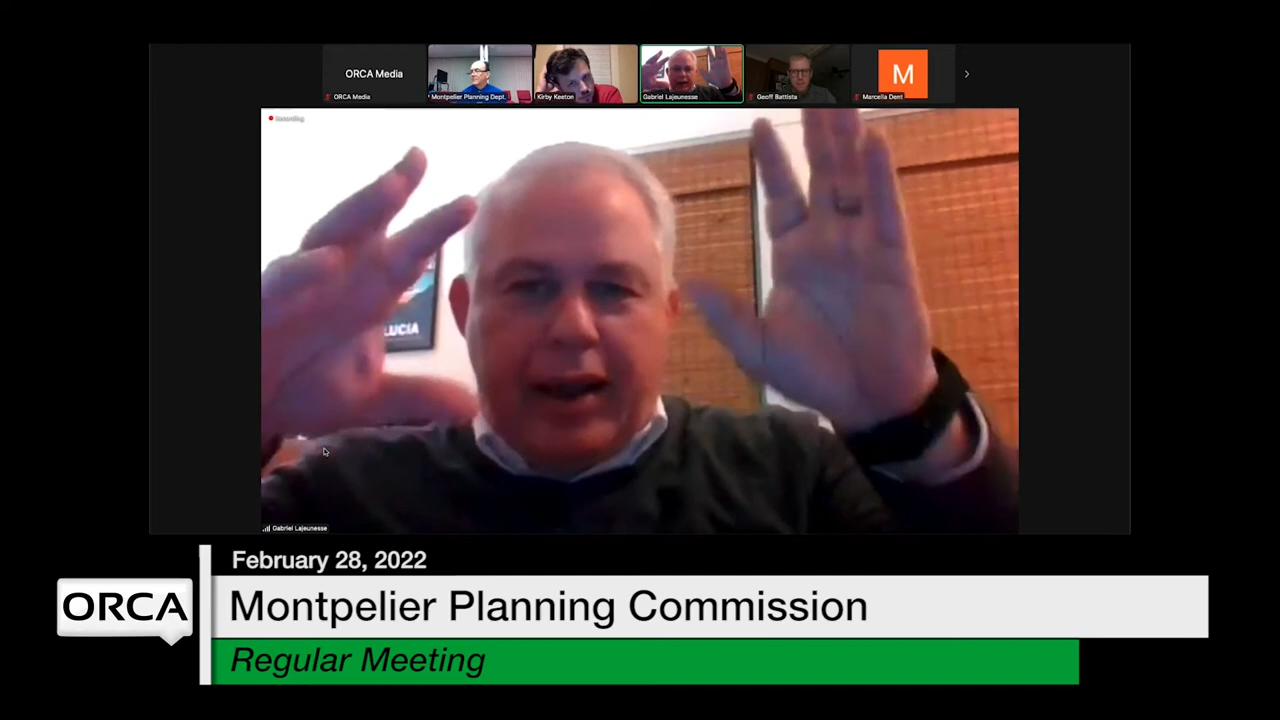 ORCA Media
M
ORCA Media
Montpelier Planning Dept.
Kirby Keeton
Gabriel Lajeunesse
Geoff Battista
Marcella Dent
Recording
LUCIA
Gabriel Lajeunesse
February 28, 2022
ORCA
Montpelier Planning Commission
Regular Meeting